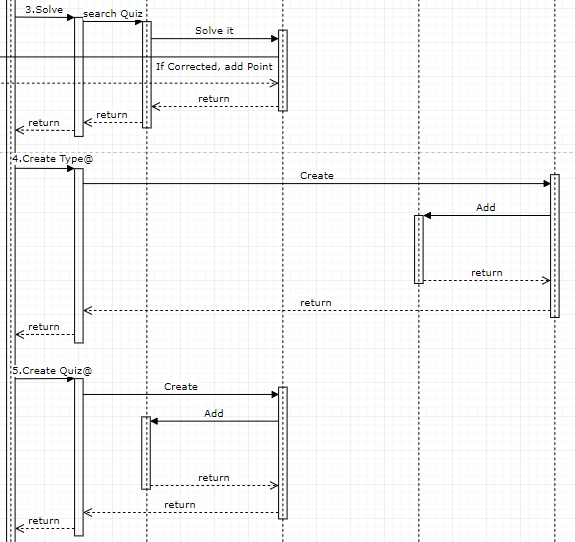 3.Solve
search Quiz
Solve it
If Corrected, add Point
return
return
return
4.Create Type@
Create
Add
return
return
return
5.Create Quiz@
Create
Add
return
return
return